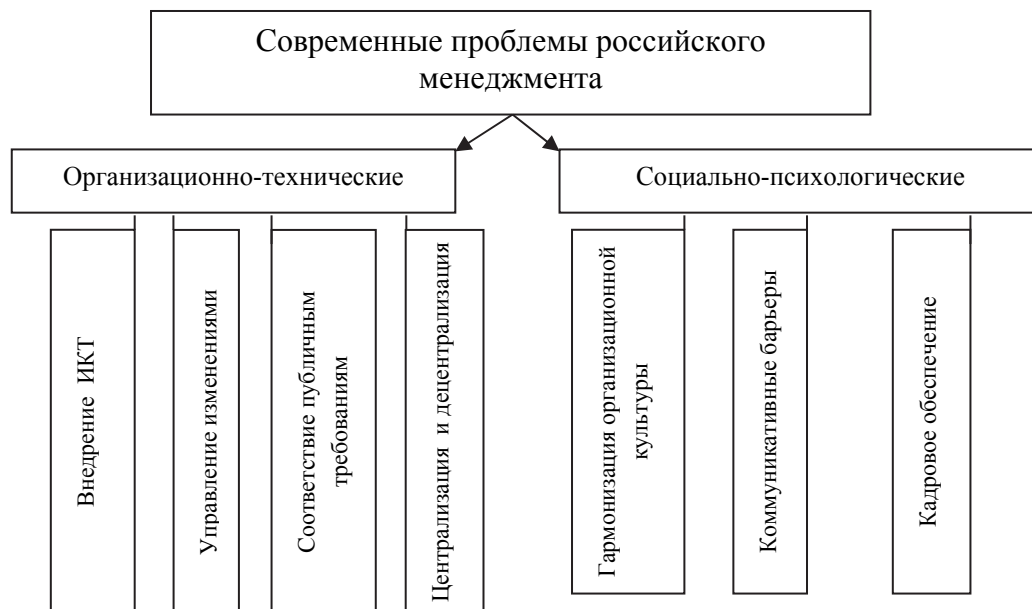 Современные проблемы российского
менеджмента
Организационно-технические
Социально-психологические
Внедрение ИКТ
Управление изменениями
Соответствие публичным
требованиям
Централизация и децентрализация
Гармонизация организационной
культуры
Коммуникативные барьеры
Кадровое обеспечение